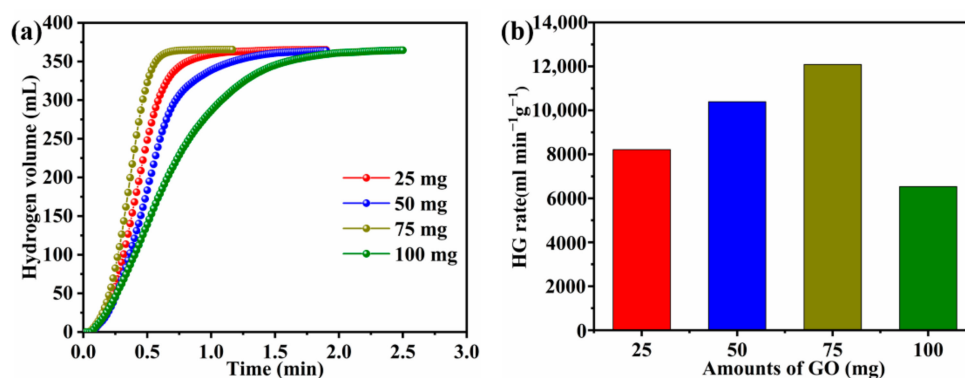 (a)
Hydrogen volume (mL)
400
350
300
250
200
150
100
50
0
25 mg
50 mg
75 mg
100 mg
0.0 0.5 1.0 1.5 2.0 2.5 3.0
Time (min)
(b)
HG rate(ml min⁻¹g⁻¹)
14,000
12,000
10,000
8000
6000
4000
2000
0
25 50 75 100
Amounts of GO (mg)